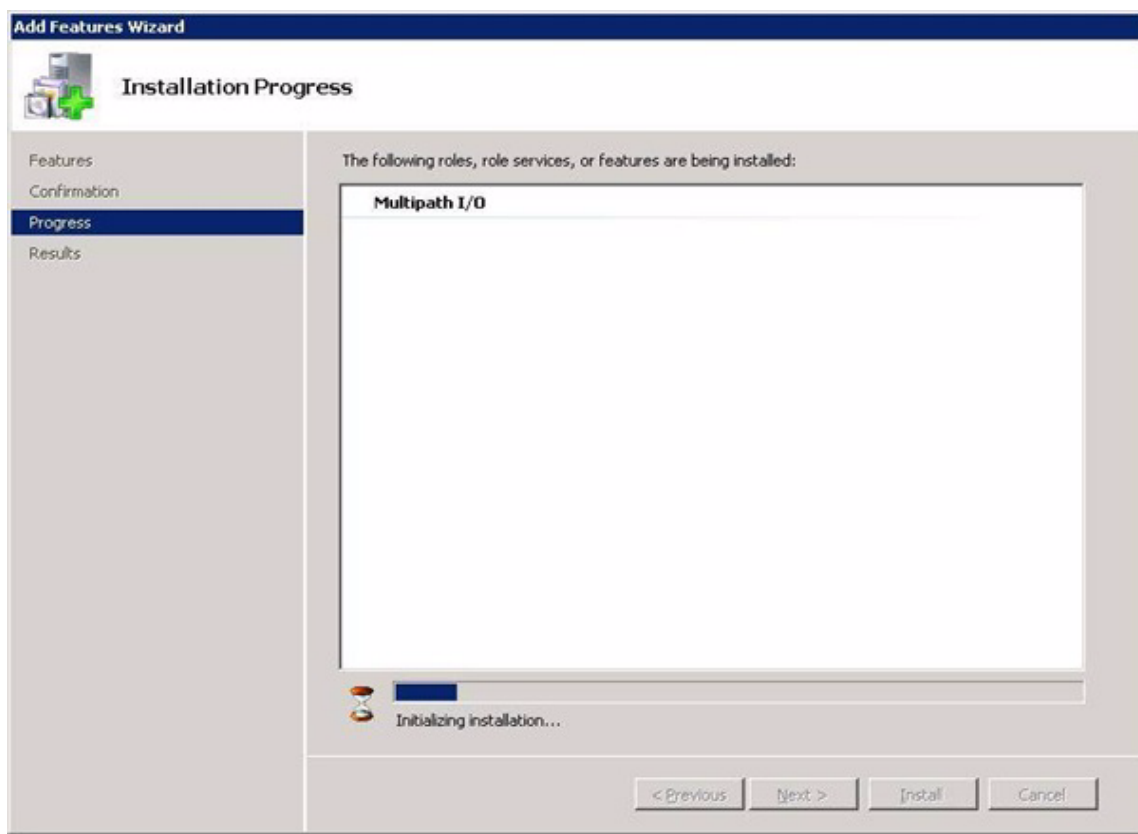 Add Features Wizard
Installation Progress
Features
Confirmation
Progress
Results
The following roles, role services, or features are being installed:
Multipath I/O
Initializing installation...
< Previous
Next >
Install
Cancel